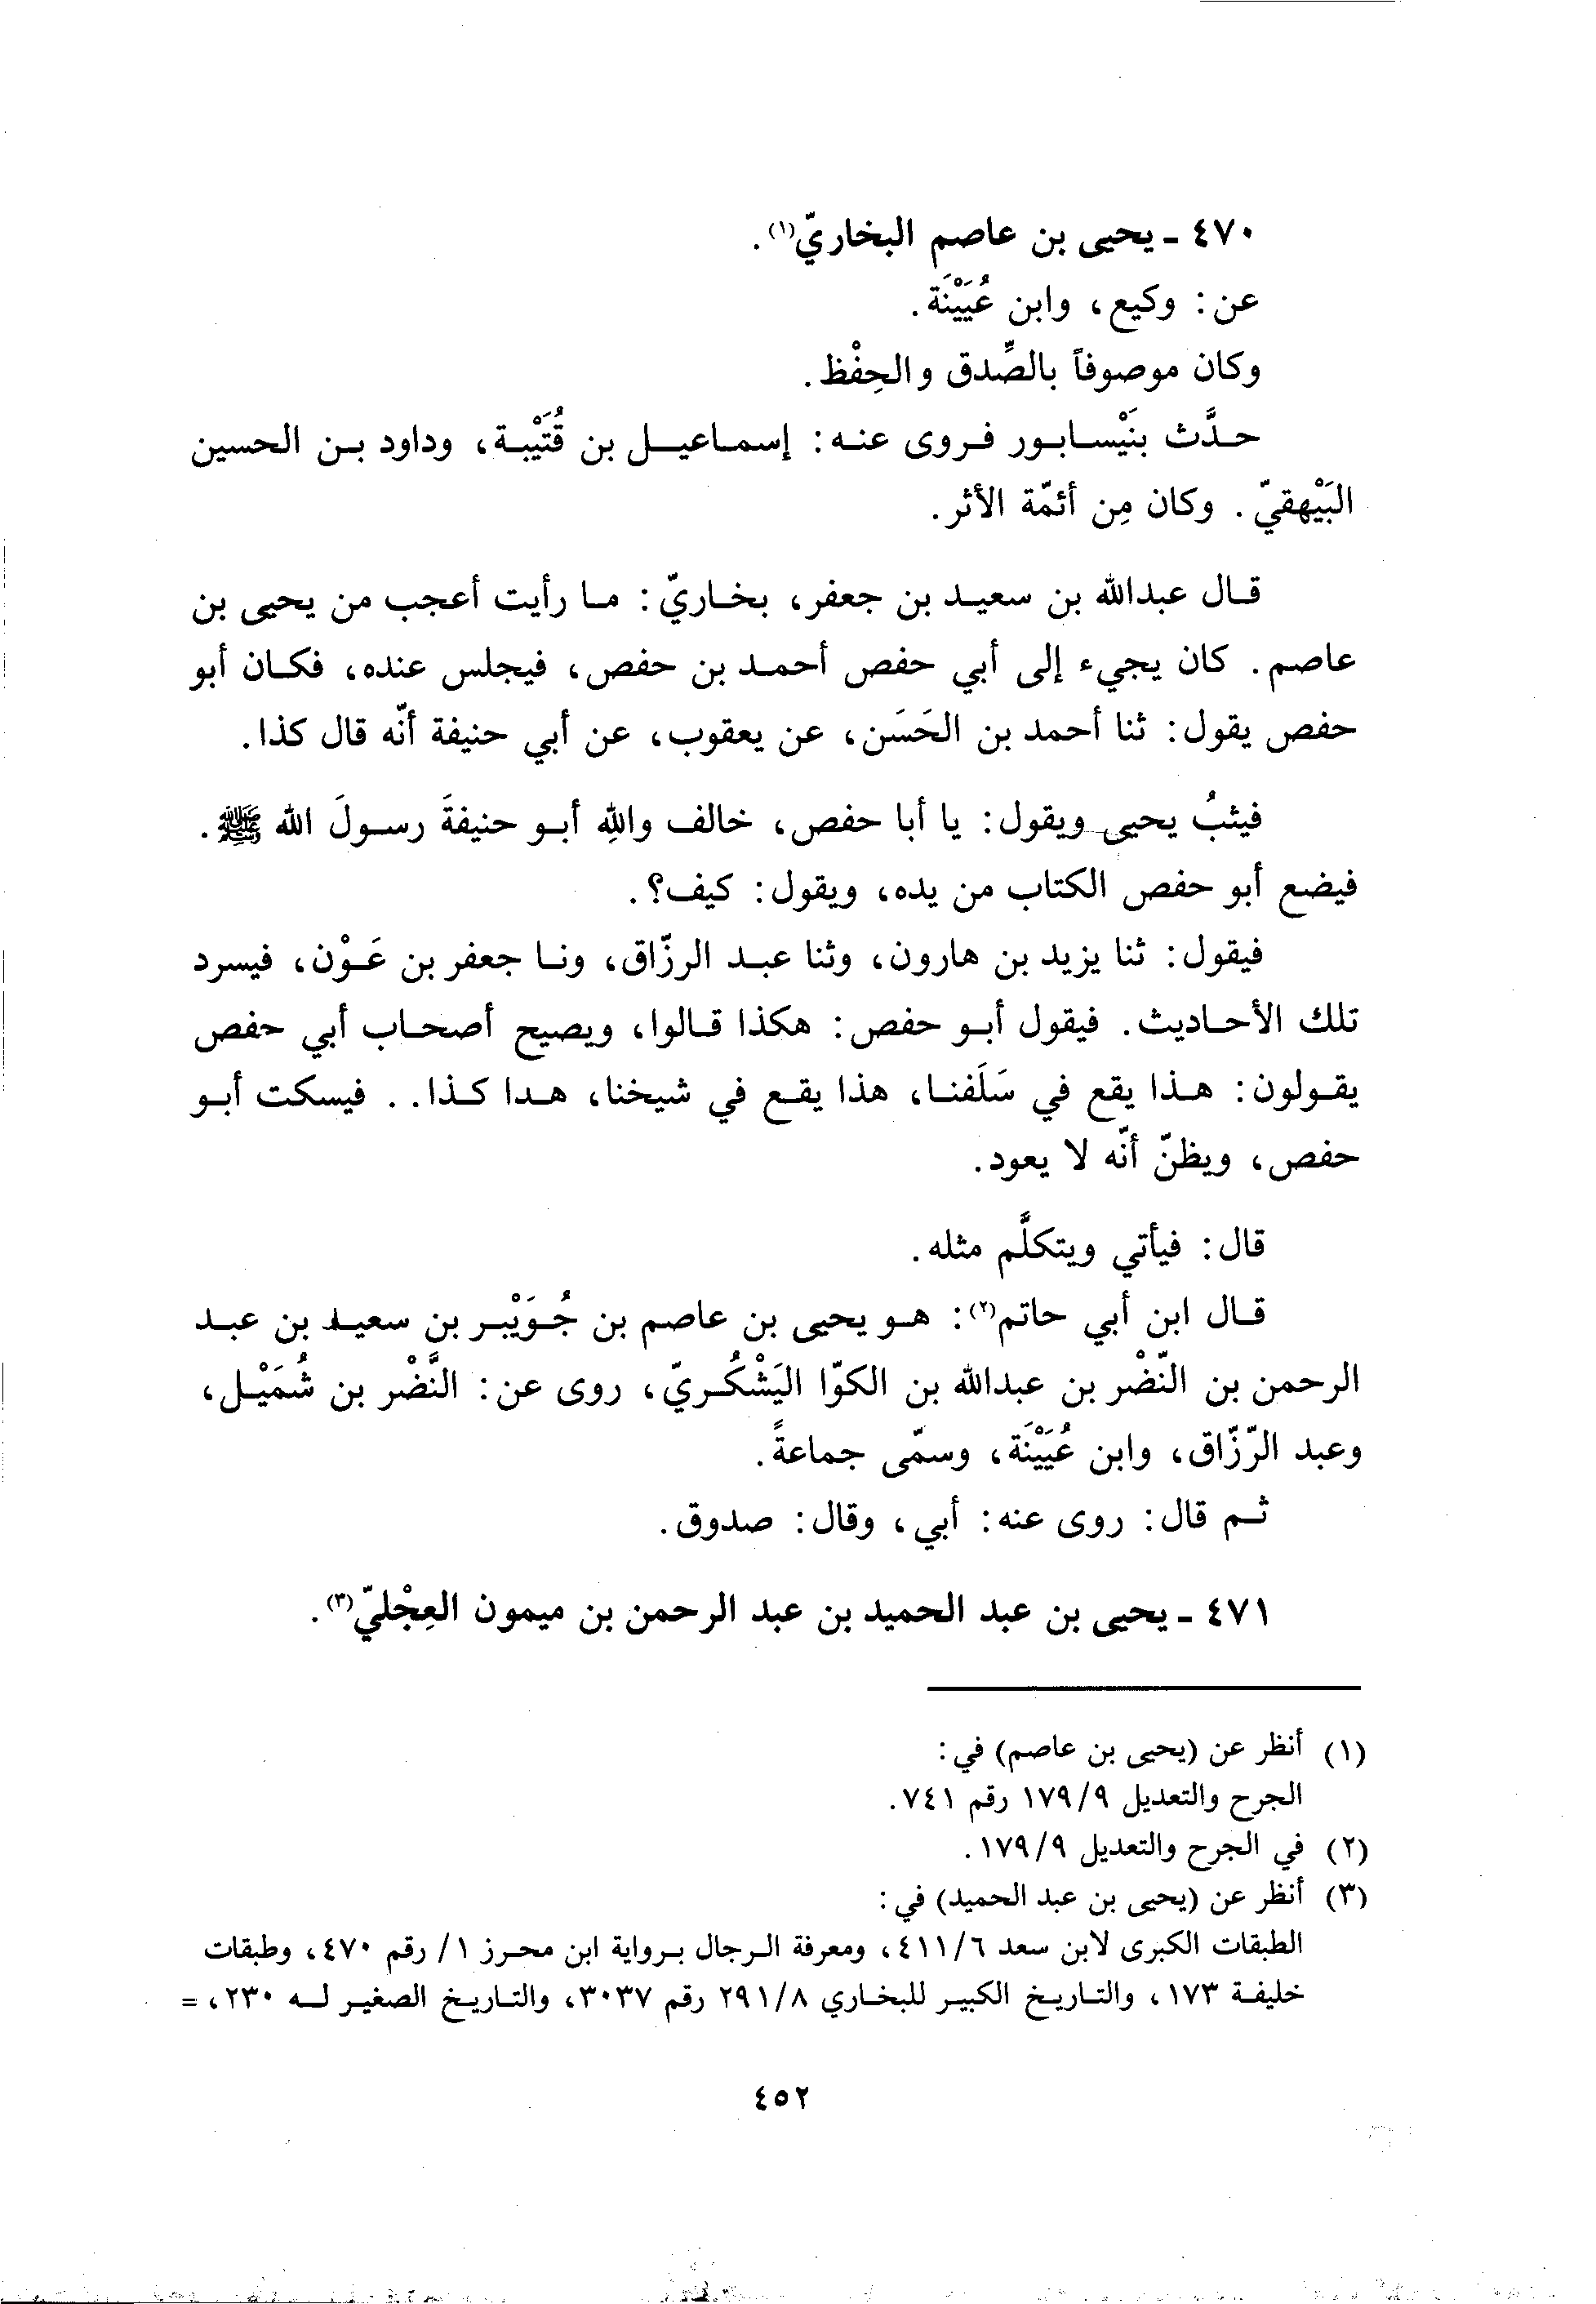 ٤٧٠ - يحيى بن عاصم البخاريّ(١).
عن: وكيع، وابن عُيَيْنَة.
وكان موصوفاً بالصِّدق والحِفْظ.
حدَّث بنَيْسابور فروى عنه: إسماعيل بن قُتَيْبة، وداود بن الحسين
البَيْهقيّ. وكان مِن أئمّة الأثر.
قال عبدالله بن سعيد بن جعفر، بخاريّ: ما رأيت أعجب من يحيى بن
عاصم. كان يجيء إلى أبي حفص أحمد بن حفص، فيجلس عنده، فكان أبو
حفص يقول: ثنا أحمد بن الحَسَن، عن يعقوب، عن أبي حنيفة أنّه قال كذا.
فيثبُ يحيى ويقول: يا أبا حفص، خالف واللهِ أبو حنيفةَ رسولَ الله ﷺ.
فيضع أبو حفص الكتاب من يده، ويقول: كيف؟.
فيقول: ثنا يزيد بن هارون، وثنا عبد الرزّاق، ونا جعفر بن عَوْن، فيسرد
تلك الأحاديث. فيقول أبو حفص: هكذا قالوا، ويصيح أصحاب أبي حفص
يقولون: هذا يقع في سَلَفنا، هذا يقع في شيخنا، هدا كذا.. فيسكت أبو
حفص، ويظنّ أنّه لا يعود.
قال: فيأتي ويتكلَّم مثله.
قال ابن أبي حاتم(٢): هو يحيى بن عاصم بن جُوَيْبر بن سعيد بن عبد
الرحمن بن النّضْر بن عبدالله بن الكوّا اليَشْكُريّ، روى عن: النَّضْر بن شُمَيْل،
وعبد الرّزّاق، وابن عُيَيْنَة، وسمّى جماعةً.
ثم قال: روى عنه: أبي، وقال: صدوق.
٤٧١ - يحيى بن عبد الحميد بن عبد الرحمن بن ميمون العِجْليّ(٣).
(١) أنظر عن (يحيى بن عاصم) في:
الجرح والتعديل ١٧٩/٩ رقم ٧٤١.
(٢) في الجرح والتعديل ١٧٩/٩.
(٣) أنظر عن (يحيى بن عبد الحميد) في:
الطبقات الكبرى لابن سعد ٤١١/٦، ومعرفة الرجال برواية ابن محرز ١/ رقم ٤٧٠، وطبقات
خليفة ١٧٣، والتاريخ الكبير للبخاري ٢٩١/٨ رقم ٣٠٣٧، والتاريخ الصغير له ٢٣٠، =
٤٥٢